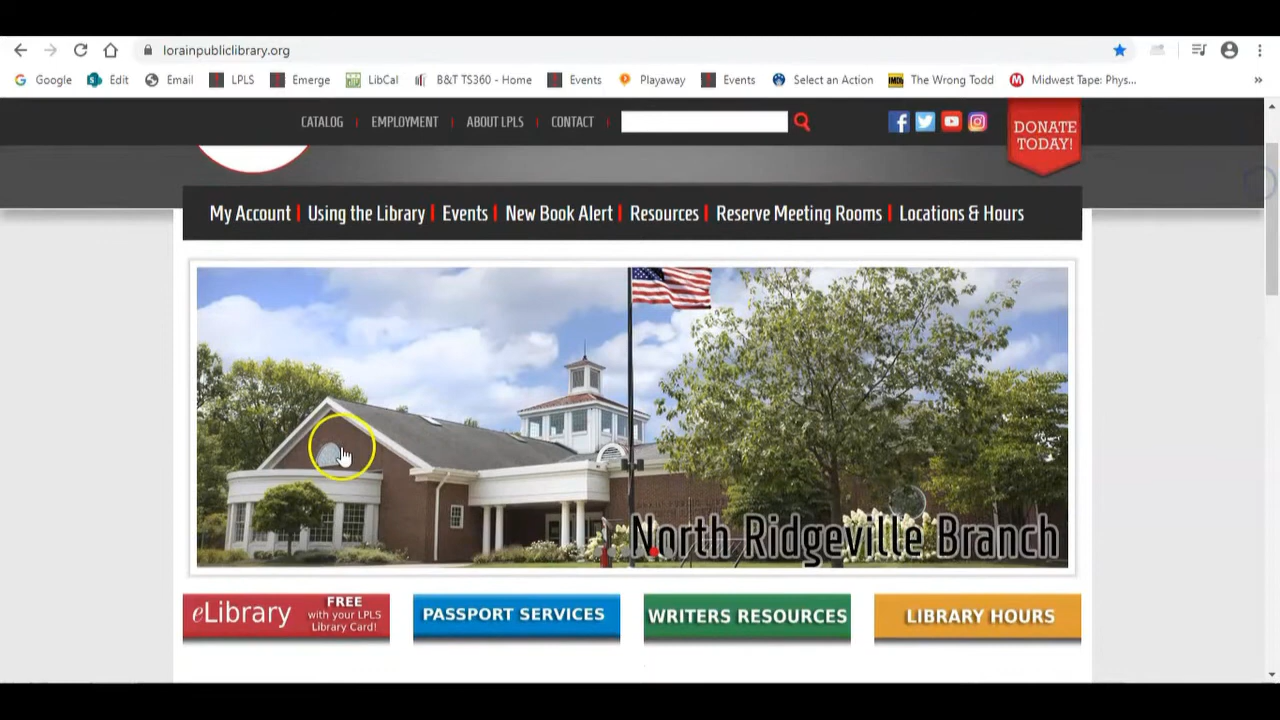 lorainpubliclibrary.org
Google Edit Email LPLS Emerge LibCal B&T TS360 - Home Events Playaway Events Select an Action IMDb The Wrong Todd M Midwest Tape: Phys... »
CATALOG | EMPLOYMENT | ABOUT LPLS | CONTACT
DONATE
TODAY!
My Account | Using the Library | Events | New Book Alert | Resources | Reserve Meeting Rooms | Locations & Hours
North Ridgeville Branch
eLibrary
FREE
with your LPLS
Library Card!
PASSPORT SERVICES
WRITERS RESOURCES
LIBRARY HOURS